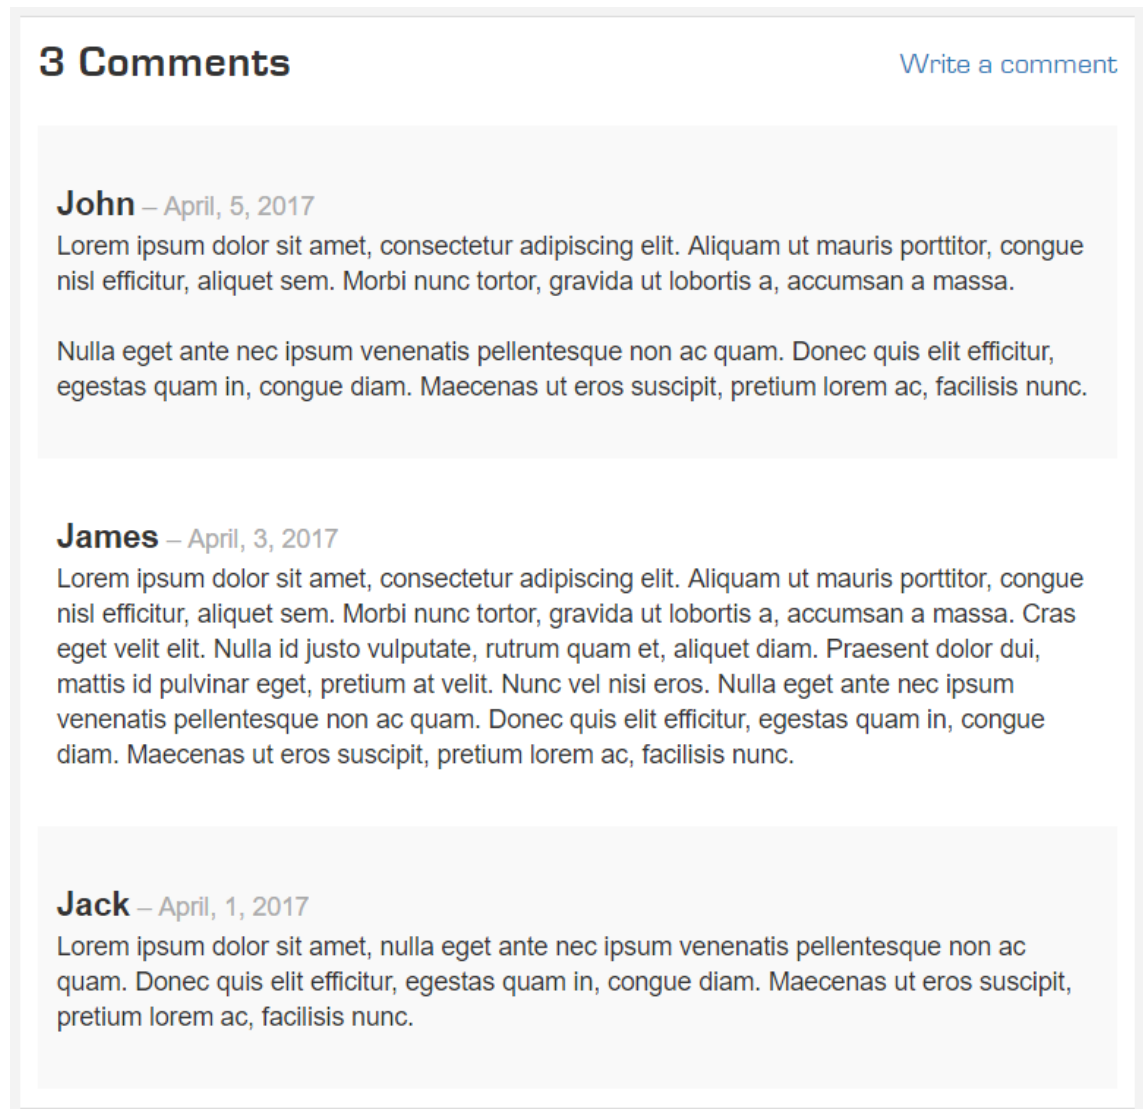 3 Comments
Write a comment
John – April, 5, 2017
Lorem ipsum dolor sit amet, consectetur adipiscing elit. Aliquam ut mauris porttitor, congue
nisl efficitur, aliquet sem. Morbi nunc tortor, gravida ut lobortis a, accumsan a massa.
Nulla eget ante nec ipsum venenatis pellentesque non ac quam. Donec quis elit efficitur,
egestas quam in, congue diam. Maecenas ut eros suscipit, pretium lorem ac, facilisis nunc.
James – April, 3, 2017
Lorem ipsum dolor sit amet, consectetur adipiscing elit. Aliquam ut mauris porttitor, congue
nisl efficitur, aliquet sem. Morbi nunc tortor, gravida ut lobortis a, accumsan a massa. Cras
eget velit elit. Nulla id justo vulputate, rutrum quam et, aliquet diam. Praesent dolor dui,
mattis id pulvinar eget, pretium at velit. Nunc vel nisi eros. Nulla eget ante nec ipsum
venenatis pellentesque non ac quam. Donec quis elit efficitur, egestas quam in, congue
diam. Maecenas ut eros suscipit, pretium lorem ac, facilisis nunc.
Jack – April, 1, 2017
Lorem ipsum dolor sit amet, nulla eget ante nec ipsum venenatis pellentesque non ac
quam. Donec quis elit efficitur, egestas quam in, congue diam. Maecenas ut eros suscipit,
pretium lorem ac, facilisis nunc.